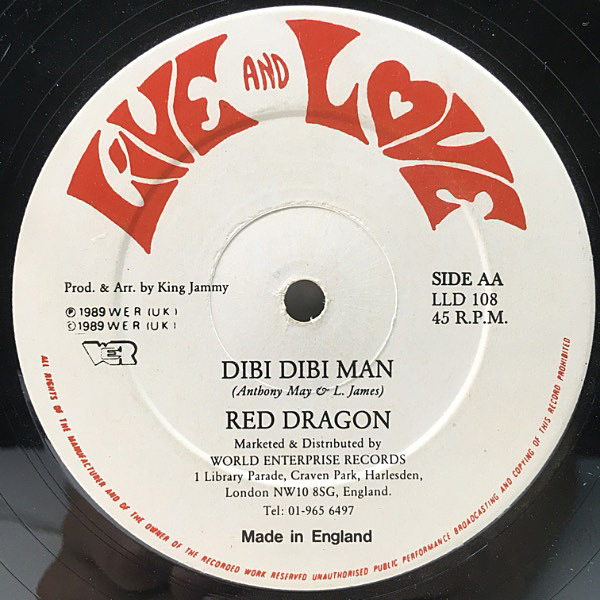 LIVE AND LOVE
Prod. & Arr. by King Jammy
℗ 1989 W E R (U K)
© 1989 W E R (U K)
WER
SIDE AA
LLD 108
45 R.P.M.
DIBI DIBI MAN
(Anthony May & L. James)
RED DRAGON
Marketed & Distributed by
WORLD ENTERPRISE RECORDS
1 Library Parade, Craven Park, Harlesden,
London NW10 8SG, England.
Tel: 01-965 6497
Made in England
ALL RIGHTS OF THE MANUFACTURER AND OF THE OWNER OF THE RECORDED WORK RESERVED UNAUTHORISED PUBLIC PERFORMANCE BROADCASTING AND COPYING OF THIS RECORD PROHIBITED